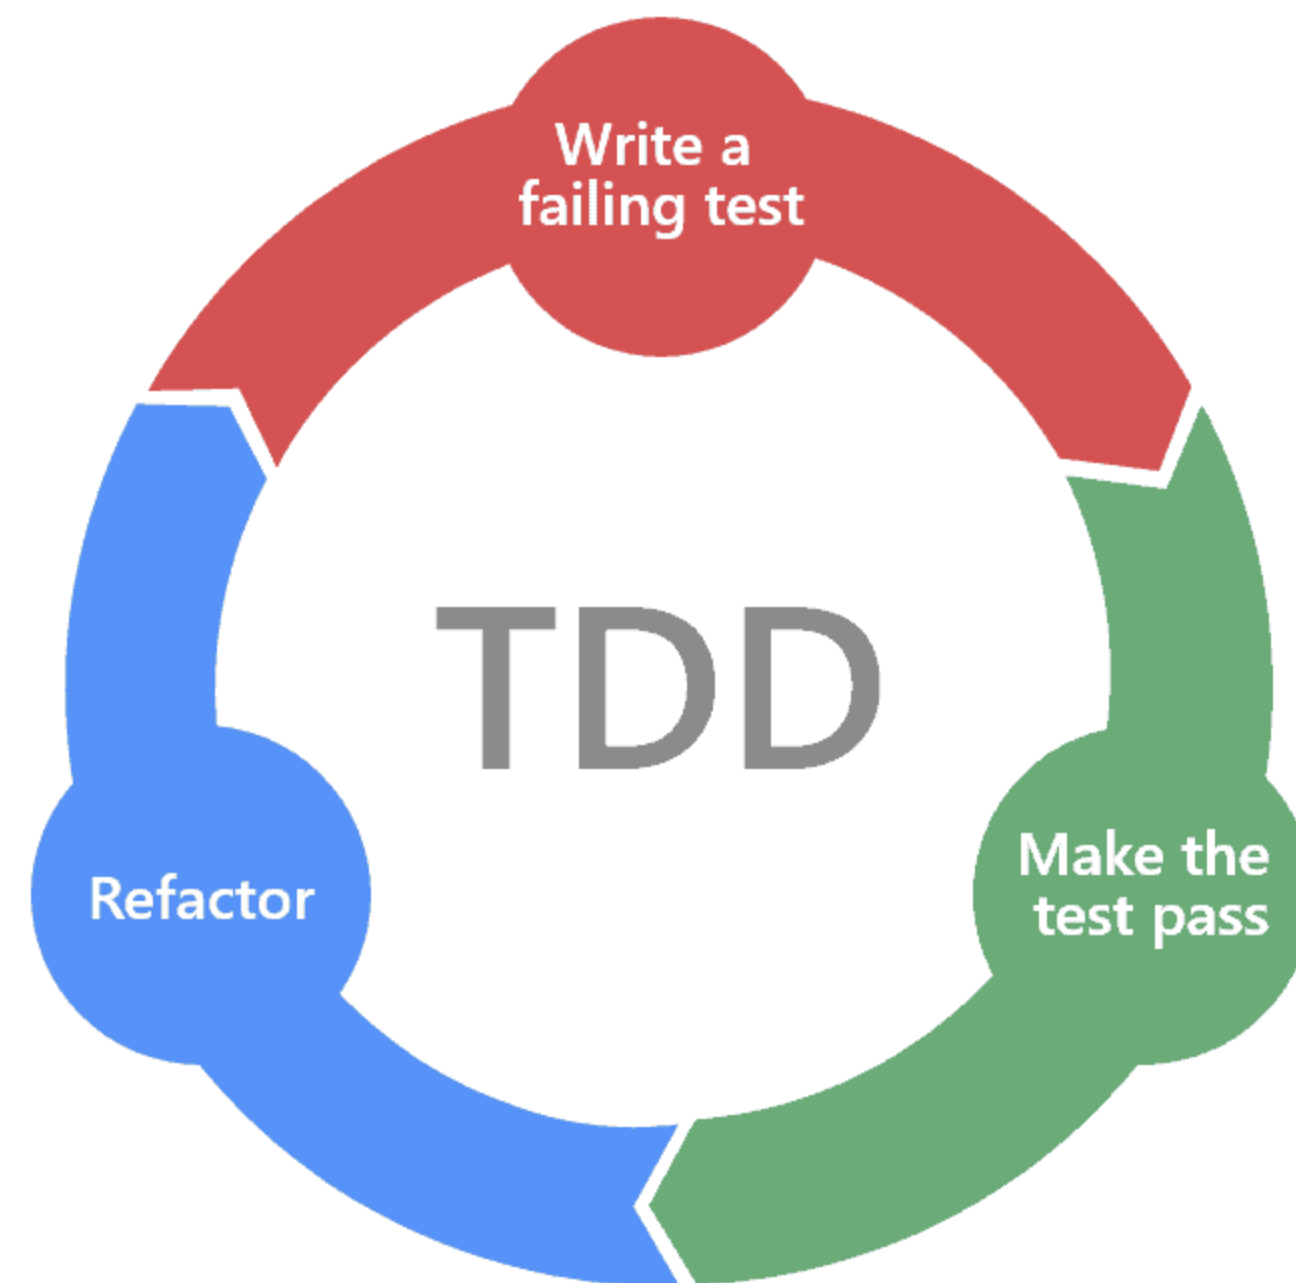 Write a
failing test
TDD
Make the
test pass
Refactor